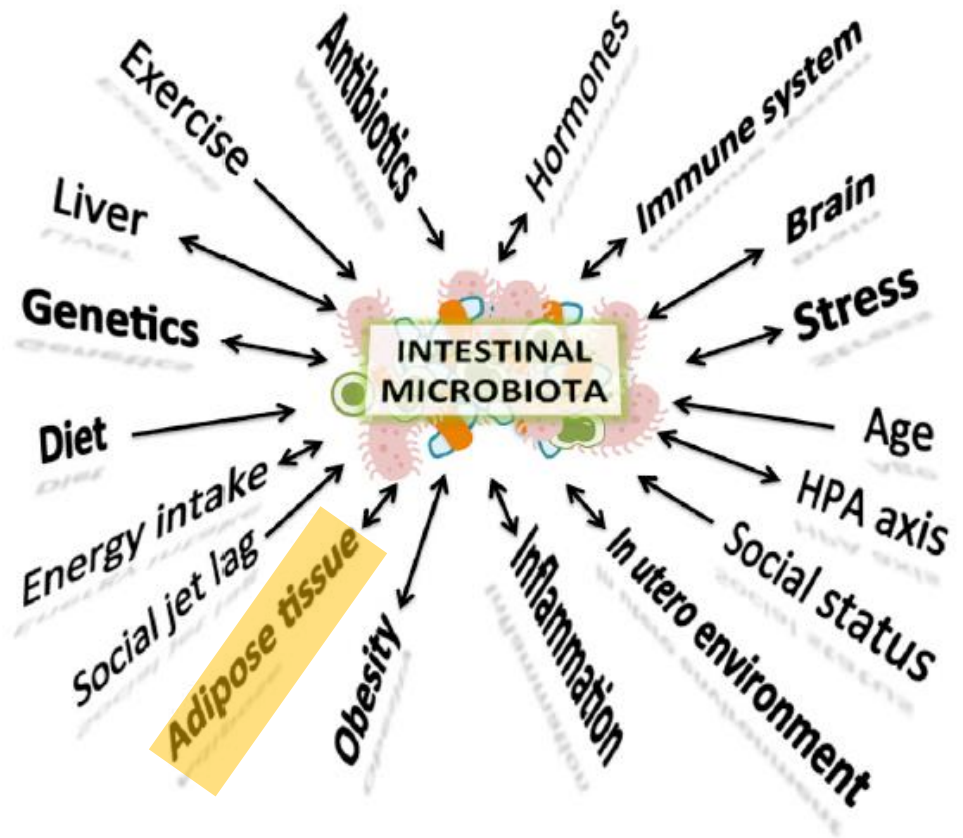 Exercise
Antibiotics
Hormones
Immune system
Liver
Brain
Genetics
Stress
INTESTINAL
MICROBIOTA
Diet
Age
Energy intake
HPA axis
Social jet lag
Social status
Adipose tissue
Obesity
Inflammation
In utero environment